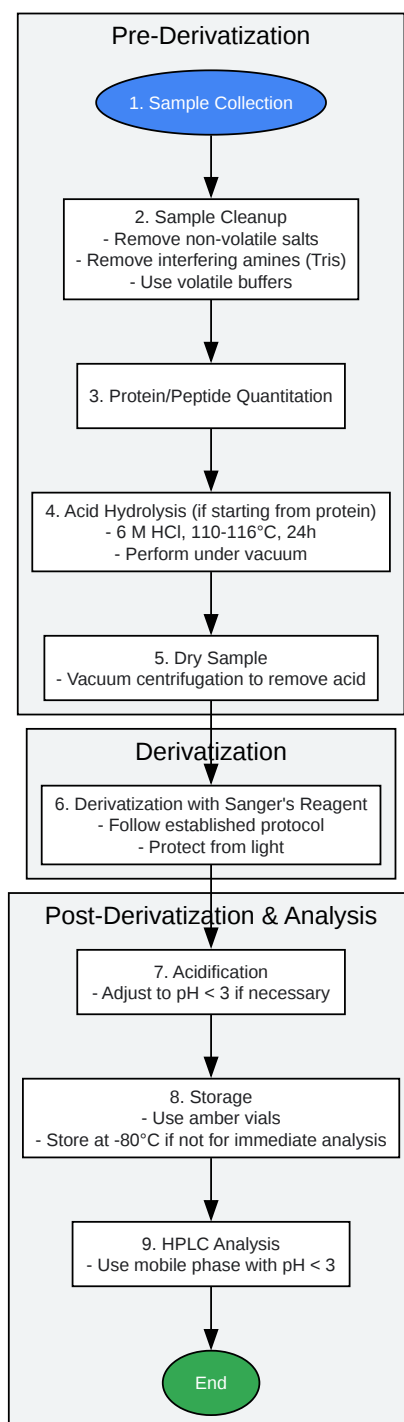 Pre-Derivatization
1. Sample Collection
2. Sample Cleanup
- Remove non-volatile salts
- Remove interfering amines (Tris)
- Use volatile buffers
3. Protein/Peptide Quantitation
4. Acid Hydrolysis (if starting from protein)
- 6 M HCl, 110-116°C, 24h
- Perform under vacuum
5. Dry Sample
- Vacuum centrifugation to remove acid
Derivatization
6. Derivatization with Sanger's Reagent
- Follow established protocol
- Protect from light
Post-Derivatization & Analysis
7. Acidification
- Adjust to pH < 3 if necessary
8. Storage
- Use amber vials
- Store at -80°C if not for immediate analysis
9. HPLC Analysis
- Use mobile phase with pH < 3
End